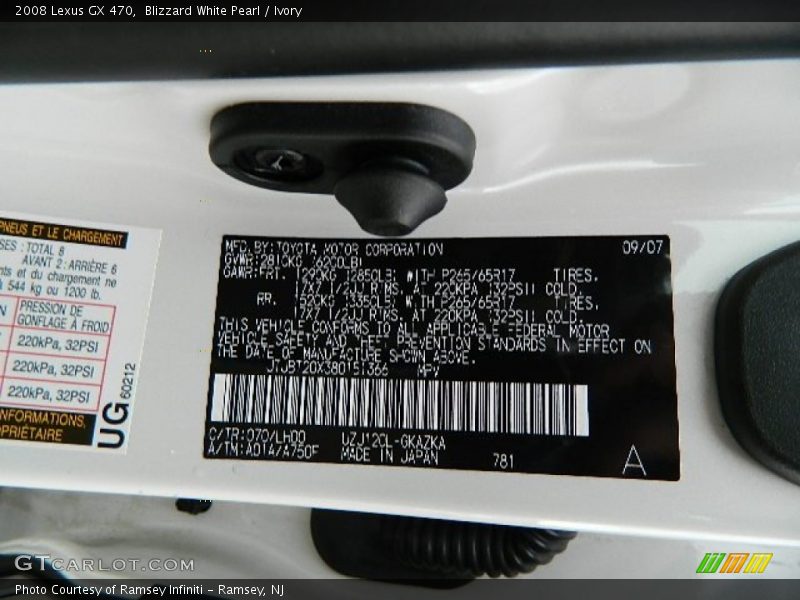 2008 Lexus GX 470,  Blizzard White Pearl / Ivory
PNEUS ET LE CHARGEMENT
SES : TOTAL 8
AVANT 2 : ARRIÈRE 6
nts et du chargement ne
à 544 kg ou 1200 lb.
PRESSION DE
GONFLAGE À FROID
220kPa, 32PSI
220kPa, 32PSI
220kPa, 32PSI
INFORMATIONS,
PRIÉTAIRE
UG 60212
MFD.BY:TOYOTA MOTOR CORPORATION 09/07
GVWR:2810KG( 6200LB)
GAWR:FRT. 1290KG( 2850LB) WITH P265/65R17 TIRES.
17X7 1/2JJ RIMS. AT 220KPA (32PSI) COLD.
RR. 1520KG( 3350LB) WITH P265/65R17 TIRES.
17X7 1/2JJ RIMS. AT 220KPA (32PSI) COLD.
THIS VEHICLE CONFORMS TO ALL APPLICABLE FEDERAL MOTOR
VEHICLE SAFETY AND THEFT PREVENTION STANDARDS IN EFFECT ON
THE DATE OF MANUFACTURE SHOWN ABOVE.
JTJBT20X380151366 MPV
C/TR:070/LH00 UZJ120L-GKAZKA
A/TM:A01A/A750F MADE IN JAPAN 781 A
GTCARLOT.COM
Photo Courtesy of Ramsey Infiniti - Ramsey, NJ